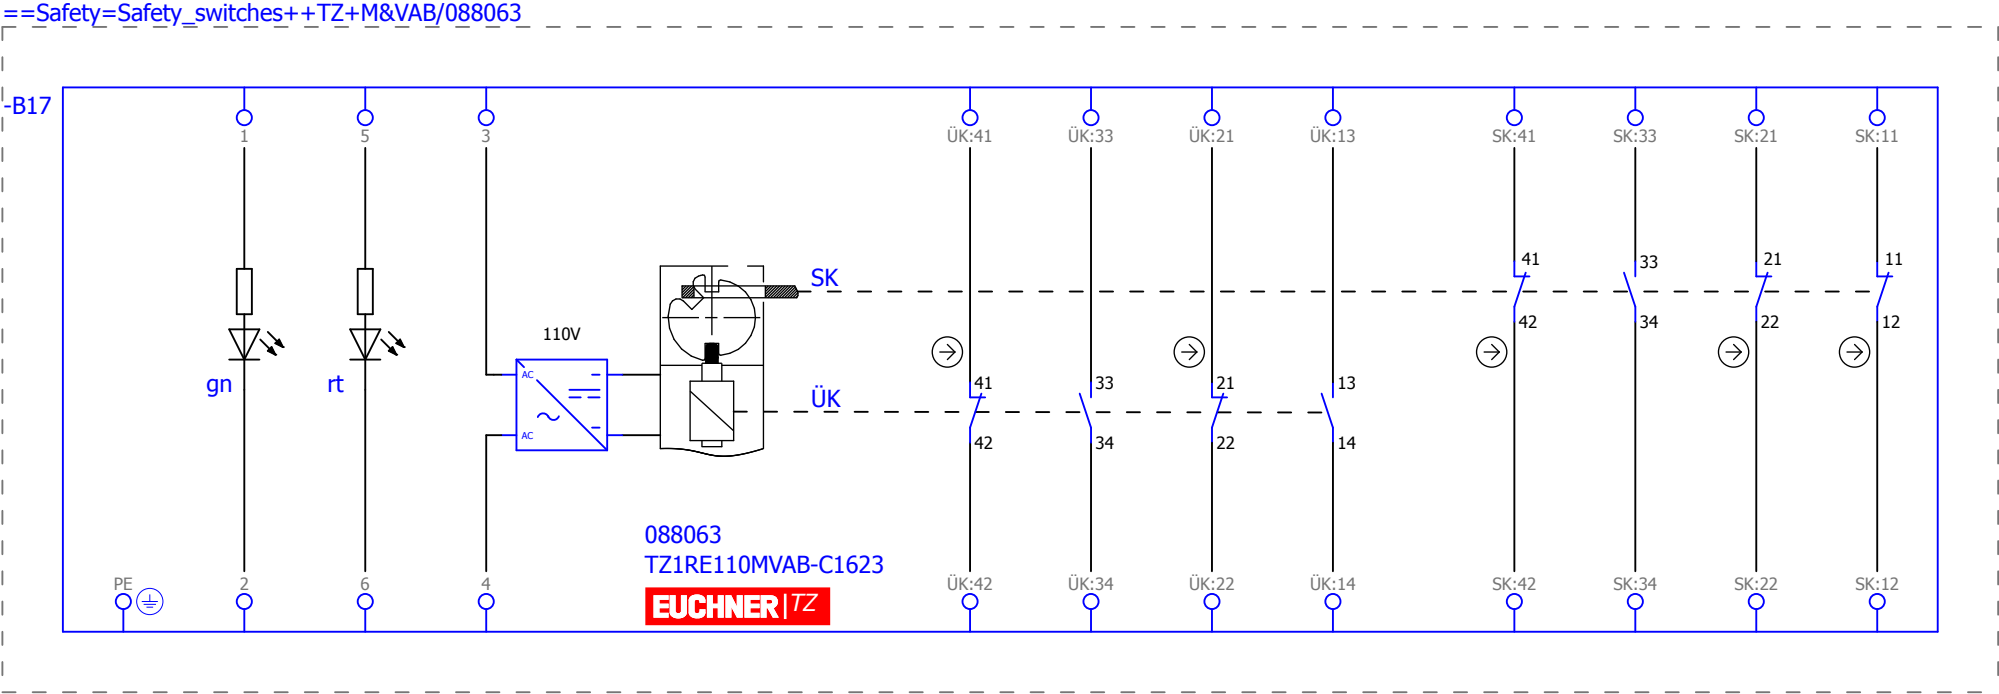 ==Safety=Safety_switches++TZ+M&VAB/088063
-B17
1 5 3 ÜK:41 ÜK:33 ÜK:21 ÜK:13 SK:41 SK:33 SK:21 SK:11
SK
41 33 21 11
42 34 22 12
110V
AC
AC
gn rt
ÜK
41 33 21 13
42 34 22 14
088063
TZ1RE110MVAB-C1623
EUCHNER|TZ
PE 2 6 4 ÜK:42 ÜK:34 ÜK:22 ÜK:14 SK:42 SK:34 SK:22 SK:12